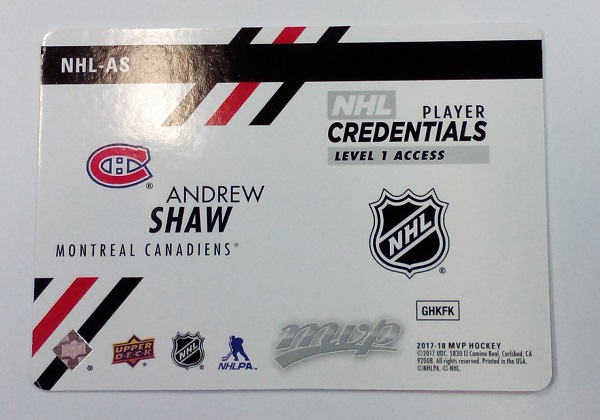 NHL-AS
NHL PLAYER
CREDENTIALS
LEVEL 1 ACCESS
ANDREW
SHAW
MONTREAL CANADIENS®
NHL
GHKFK
UPPER DECK
NHL
NHLPA
mvp
2017-18 MVP HOCKEY
©2017 UDC. 5830 El Camino Real, Carlsbad, CA
92008. All rights reserved. Printed in the USA.
©NHLPA. © NHL.